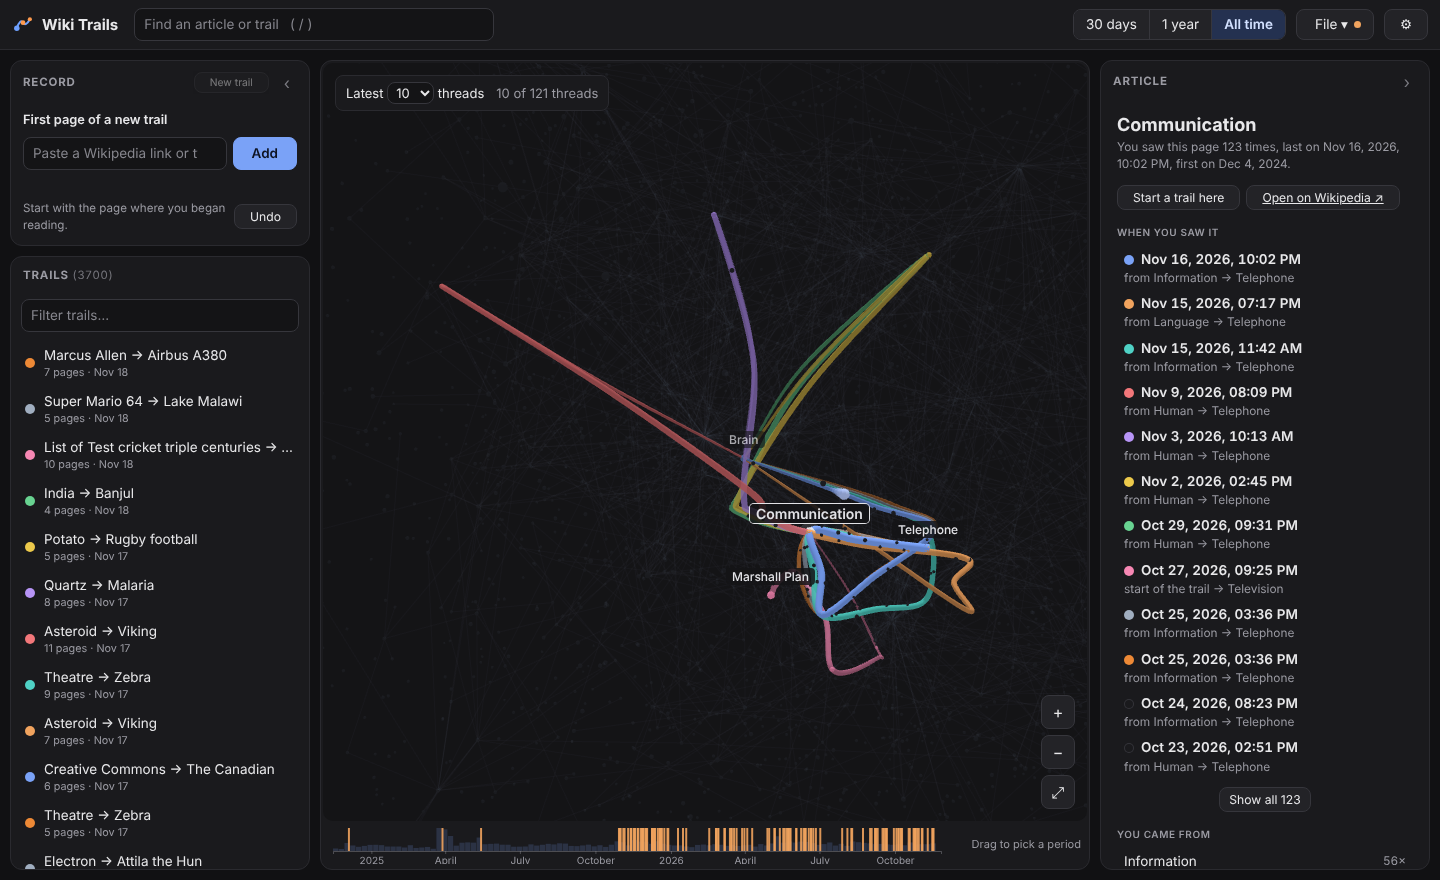 Wiki Trails
Find an article or trail ( / )
30 days
1 year
All time
File ▾
RECORD
New trail
First page of a new trail
Paste a Wikipedia link or t
Add
Start with the page where you began
reading.
Undo
TRAILS (3700)
Filter trails...
Marcus Allen → Airbus A380
7 pages · Nov 18
Super Mario 64 → Lake Malawi
5 pages · Nov 18
List of Test cricket triple centuries → ...
10 pages · Nov 18
India → Banjul
4 pages · Nov 18
Potato → Rugby football
5 pages · Nov 17
Quartz → Malaria
8 pages · Nov 17
Asteroid → Viking
11 pages · Nov 17
Theatre → Zebra
9 pages · Nov 17
Asteroid → Viking
7 pages · Nov 17
Creative Commons → The Canadian
6 pages · Nov 17
Theatre → Zebra
5 pages · Nov 17
Electron → Attila the Hun
Latest 10 threads 10 of 121 threads
Brain
Communication
Telephone
Marshall Plan
+
−
2025
April
July
October
2026
April
July
October
Drag to pick a period
ARTICLE
Communication
You saw this page 123 times, last on Nov 16, 2026,
10:02 PM, first on Dec 4, 2024.
Start a trail here
Open on Wikipedia ↗
WHEN YOU SAW IT
Nov 16, 2026, 10:02 PM
from Information → Telephone
Nov 15, 2026, 07:17 PM
from Language → Telephone
Nov 15, 2026, 11:42 AM
from Information → Telephone
Nov 9, 2026, 08:09 PM
from Human → Telephone
Nov 3, 2026, 10:13 AM
from Human → Telephone
Nov 2, 2026, 02:45 PM
from Human → Telephone
Oct 29, 2026, 09:31 PM
from Human → Telephone
Oct 27, 2026, 09:25 PM
start of the trail → Television
Oct 25, 2026, 03:36 PM
from Information → Telephone
Oct 25, 2026, 03:36 PM
from Information → Telephone
Oct 24, 2026, 08:23 PM
from Information → Telephone
Oct 23, 2026, 02:51 PM
from Human → Telephone
Show all 123
YOU CAME FROM
Information 56×